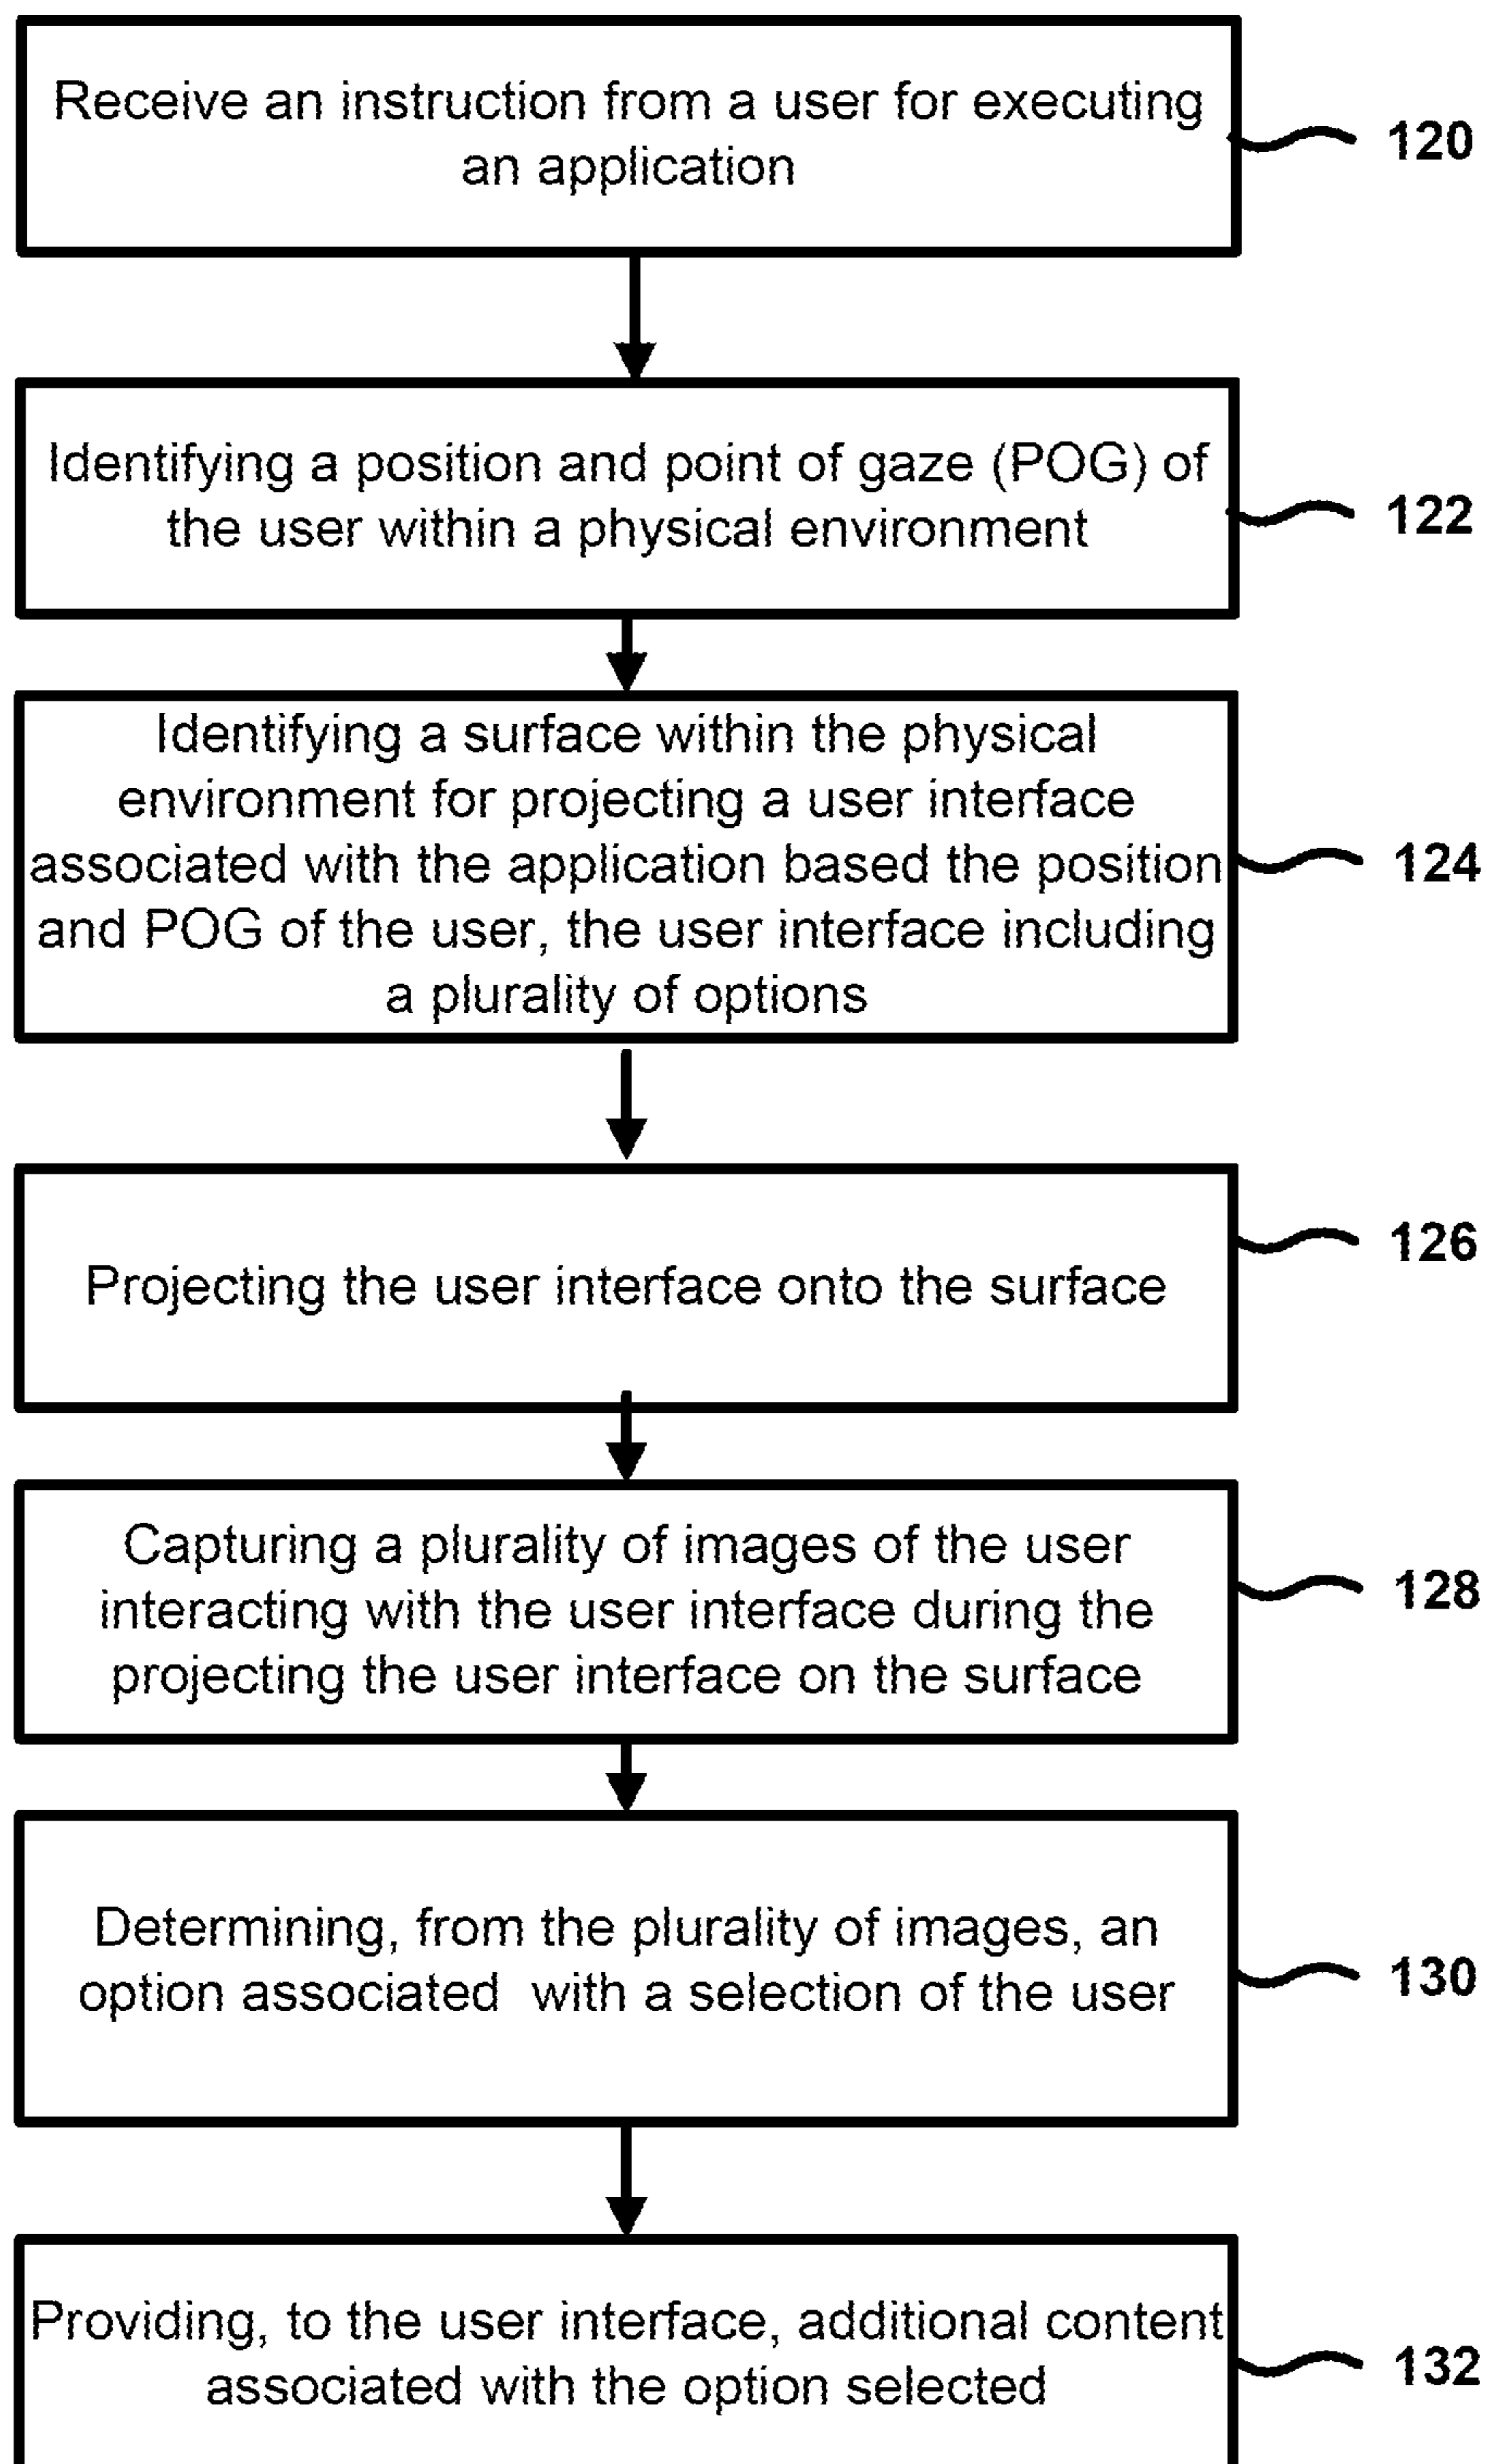 Receive an instruction from a user for executing
an application
120
Identifying a position and point of gaze (POG) of
the user within a physical environment
122
Identifying a surface within the physical
environment for projecting a user interface
associated with the application based the position
and POG of the user, the user interface including
a plurality of options
124
Projecting the user interface onto the surface
126
Capturing a plurality of images of the user
interacting with the user interface during the
projecting the user interface on the surface
128
Determining, from the plurality of images, an
option associated  with a selection of the user
130
Providing, to the user interface, additional content
associated with the option selected
132